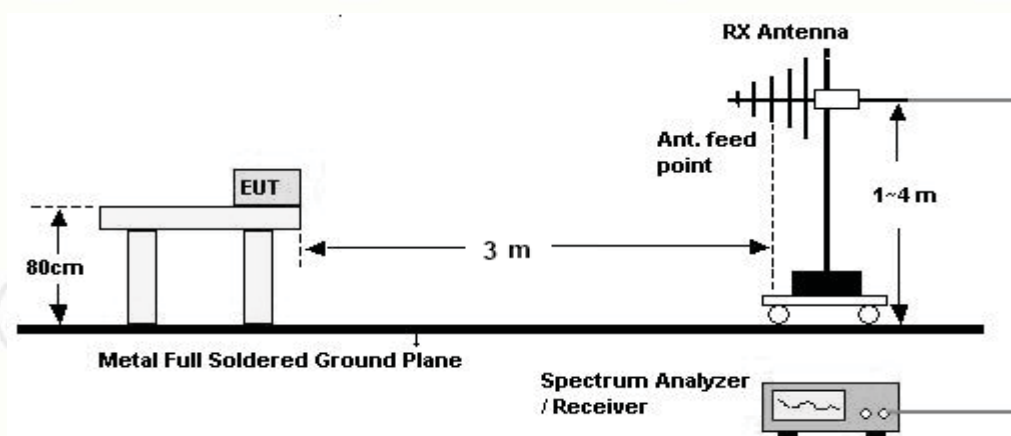 RX Antenna
Ant. feed
point
EUT
1~4 m
3 m
80cm
Metal Full Soldered Ground Plane
Spectrum Analyzer
/ Receiver